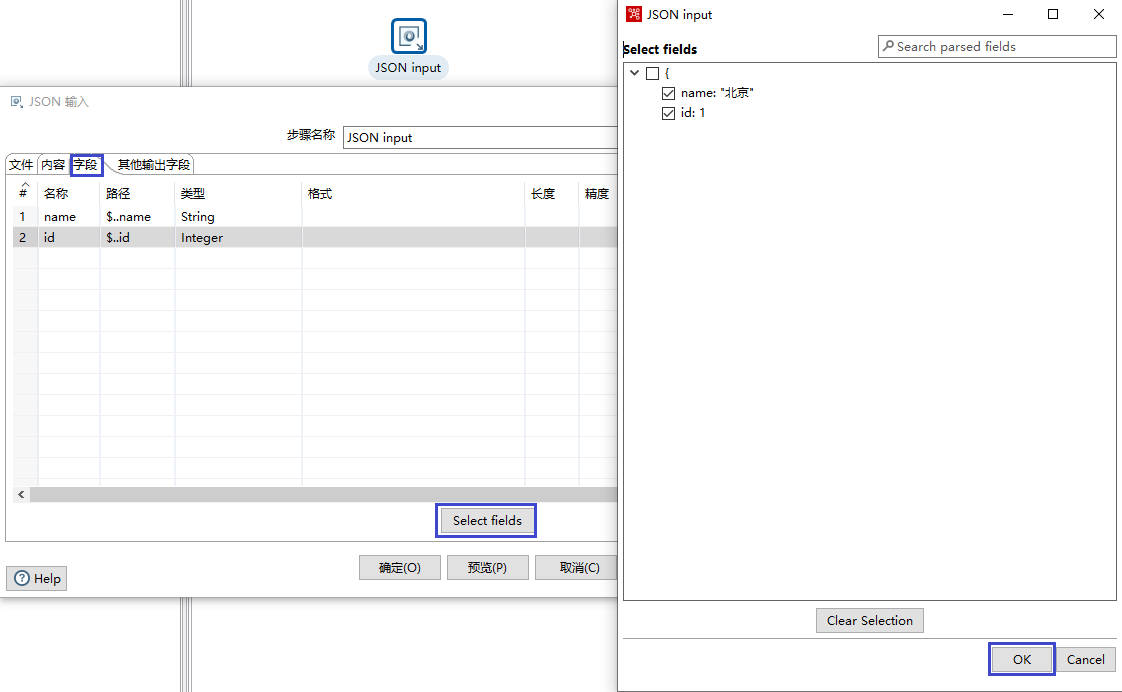 JSON input
JSON 输入
步骤名称 JSON input
文件 内容 字段 其他输出字段
# 名称 路径 类型 格式 长度 精度
1 name $..name String
2 id $..id Integer
Select fields
确定(O) 预览(P) 取消(C)
Help
JSON input
Select fields Search parsed fields
{
name: "北京"
id: 1
Clear Selection
OK Cancel